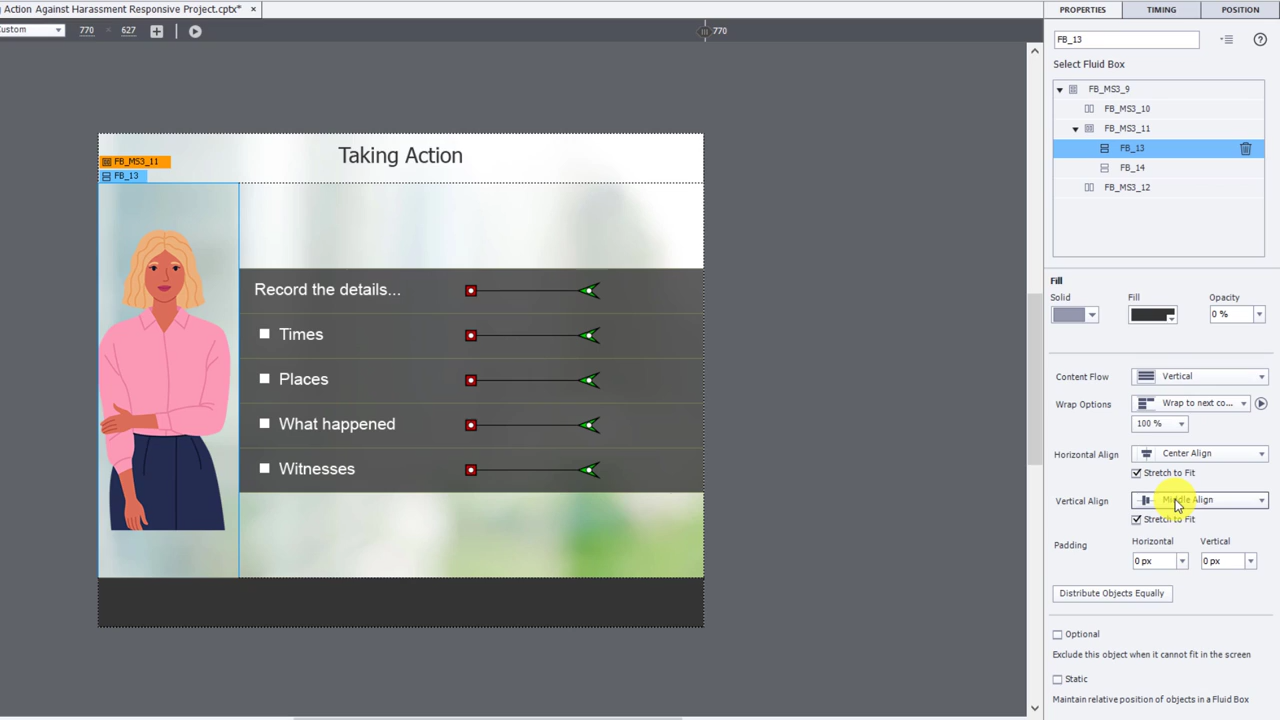 Action Against Harassment Responsive Project.cptx* ×
PROPERTIES TIMING POSITION
Custom 770 × 627 + 770
FB_13
Select Fluid Box
FB_MS3_9
FB_MS3_10
FB_MS3_11
FB_13
FB_14
FB_MS3_12
Taking Action
FB_MS3_11
FB_13
Record the details...
Times
Places
What happened
Witnesses
Fill
Solid Fill Opacity
0 %
Content Flow Vertical
Wrap Options Wrap to next co...
100 %
Horizontal Align Center Align
Stretch to Fit
Vertical Align Middle Align
Stretch to Fit
Padding Horizontal Vertical
0 px 0 px
Distribute Objects Equally
Optional
Exclude this object when it cannot fit in the screen
Static
Maintain relative position of objects in a Fluid Box